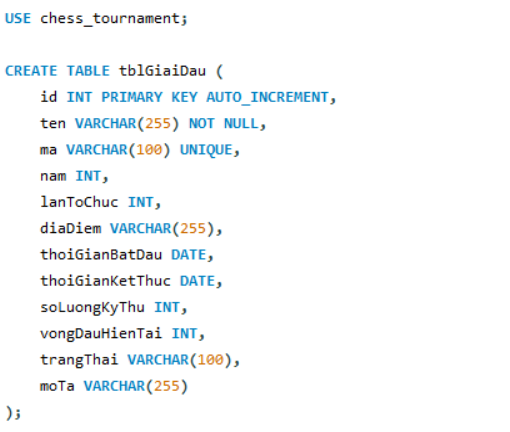 USE chess_tournament;
CREATE TABLE tblGiaiDau (
id INT PRIMARY KEY AUTO_INCREMENT,
ten VARCHAR(255) NOT NULL,
ma VARCHAR(100) UNIQUE,
nam INT,
lanToChuc INT,
diaDiem VARCHAR(255),
thoiGianBatDau DATE,
thoiGianKetThuc DATE,
soLuongKyThu INT,
vongDauHienTai INT,
trangThai VARCHAR(100),
moTa VARCHAR(255)
);